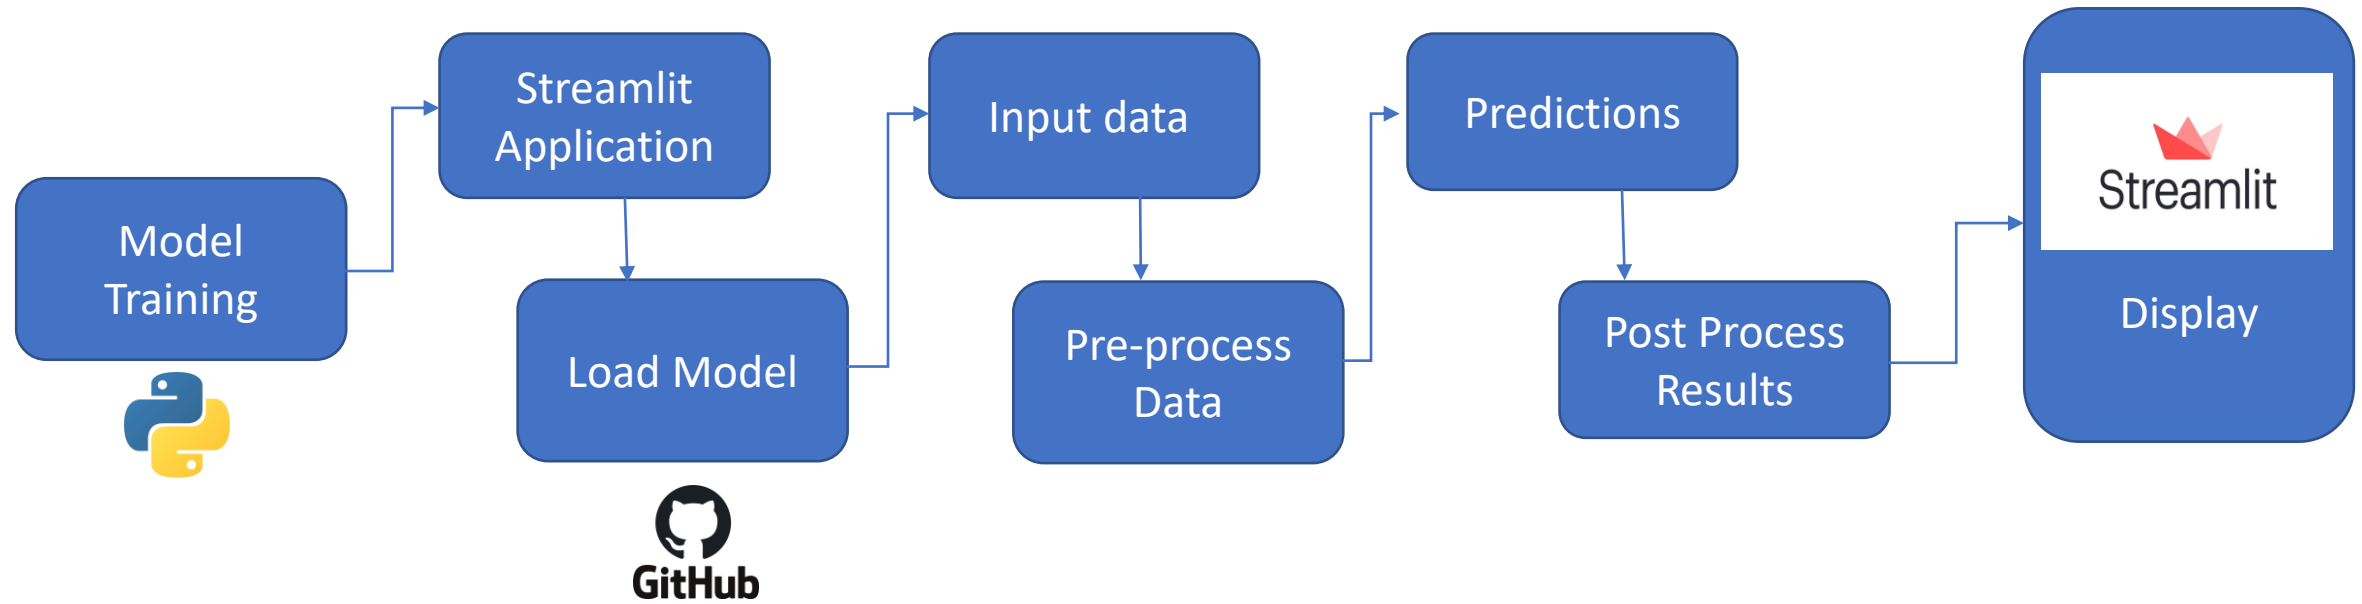 Model
Training
Streamlit
Application
Load Model
GitHub
Input data
Pre-process
Data
Predictions
Post Process
Results
Streamlit
Display